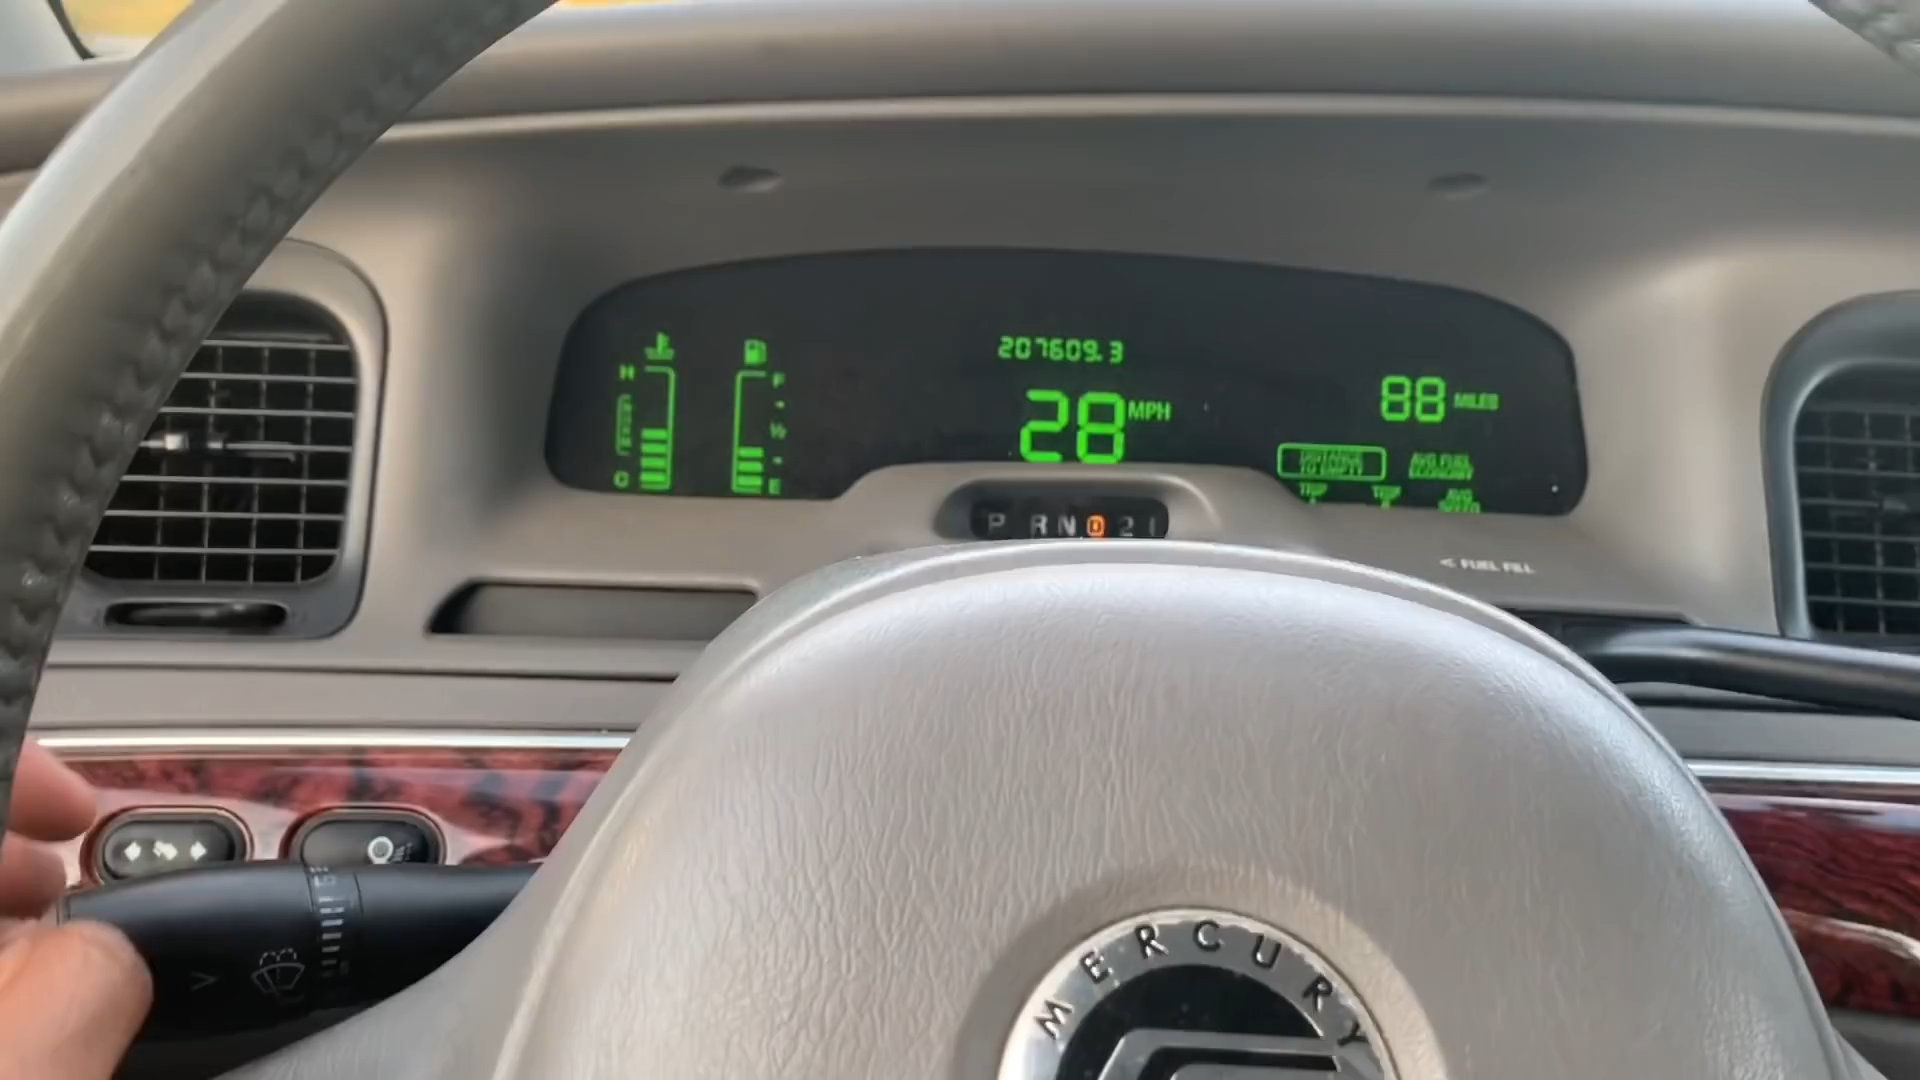 207609.3
H
F
88 MILES
28 MPH
1/2
DISTANCE TO EMPTY
AVG FUEL ECONOMY
C
E
TRIP
TRIP
AVG SPEED
P R N D 2 1
< FUEL FILL
MERCURY